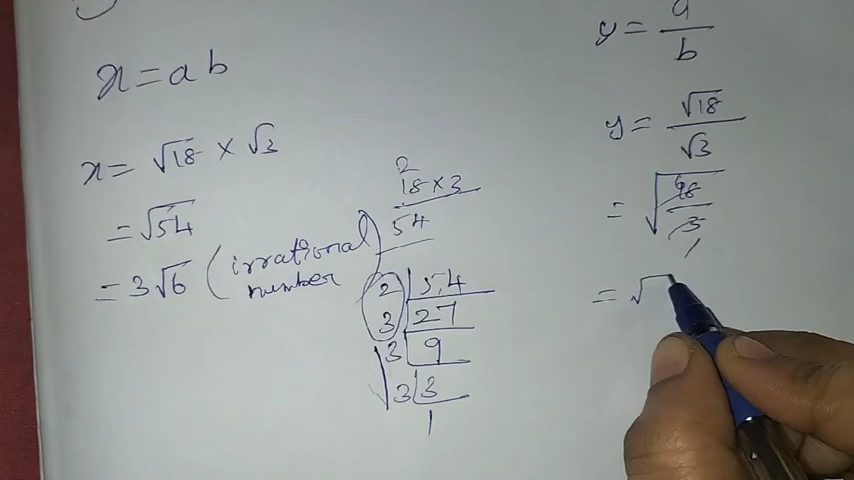 x = ab
x = √18 × √3
= √54
= 3√6 (irrational number)
2
18 × 3
54
2 | 54
3 | 27
3 | 9
3 | 3
1
y = a/b
y = √18/√3
= √(18/3)
6
1
= √